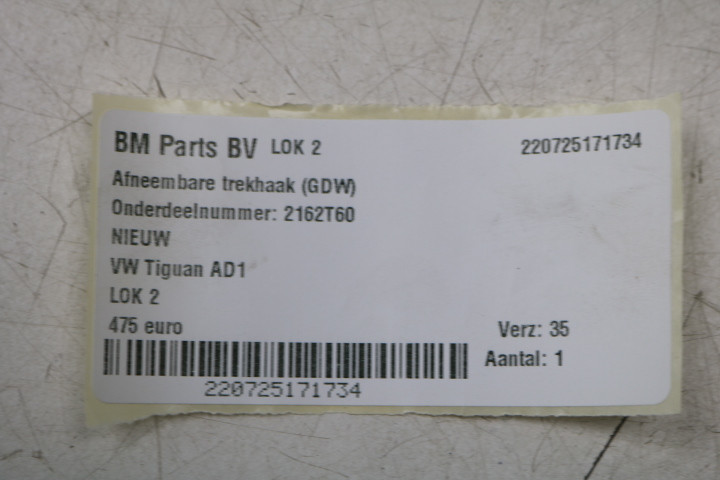 BM Parts BV LOK 2 220725171734
Afneembare trekhaak (GDW)
Onderdeelnummer: 2162T60
NIEUW
VW Tiguan AD1
LOK 2
475 euro Verz: 35
Aantal: 1
220725171734